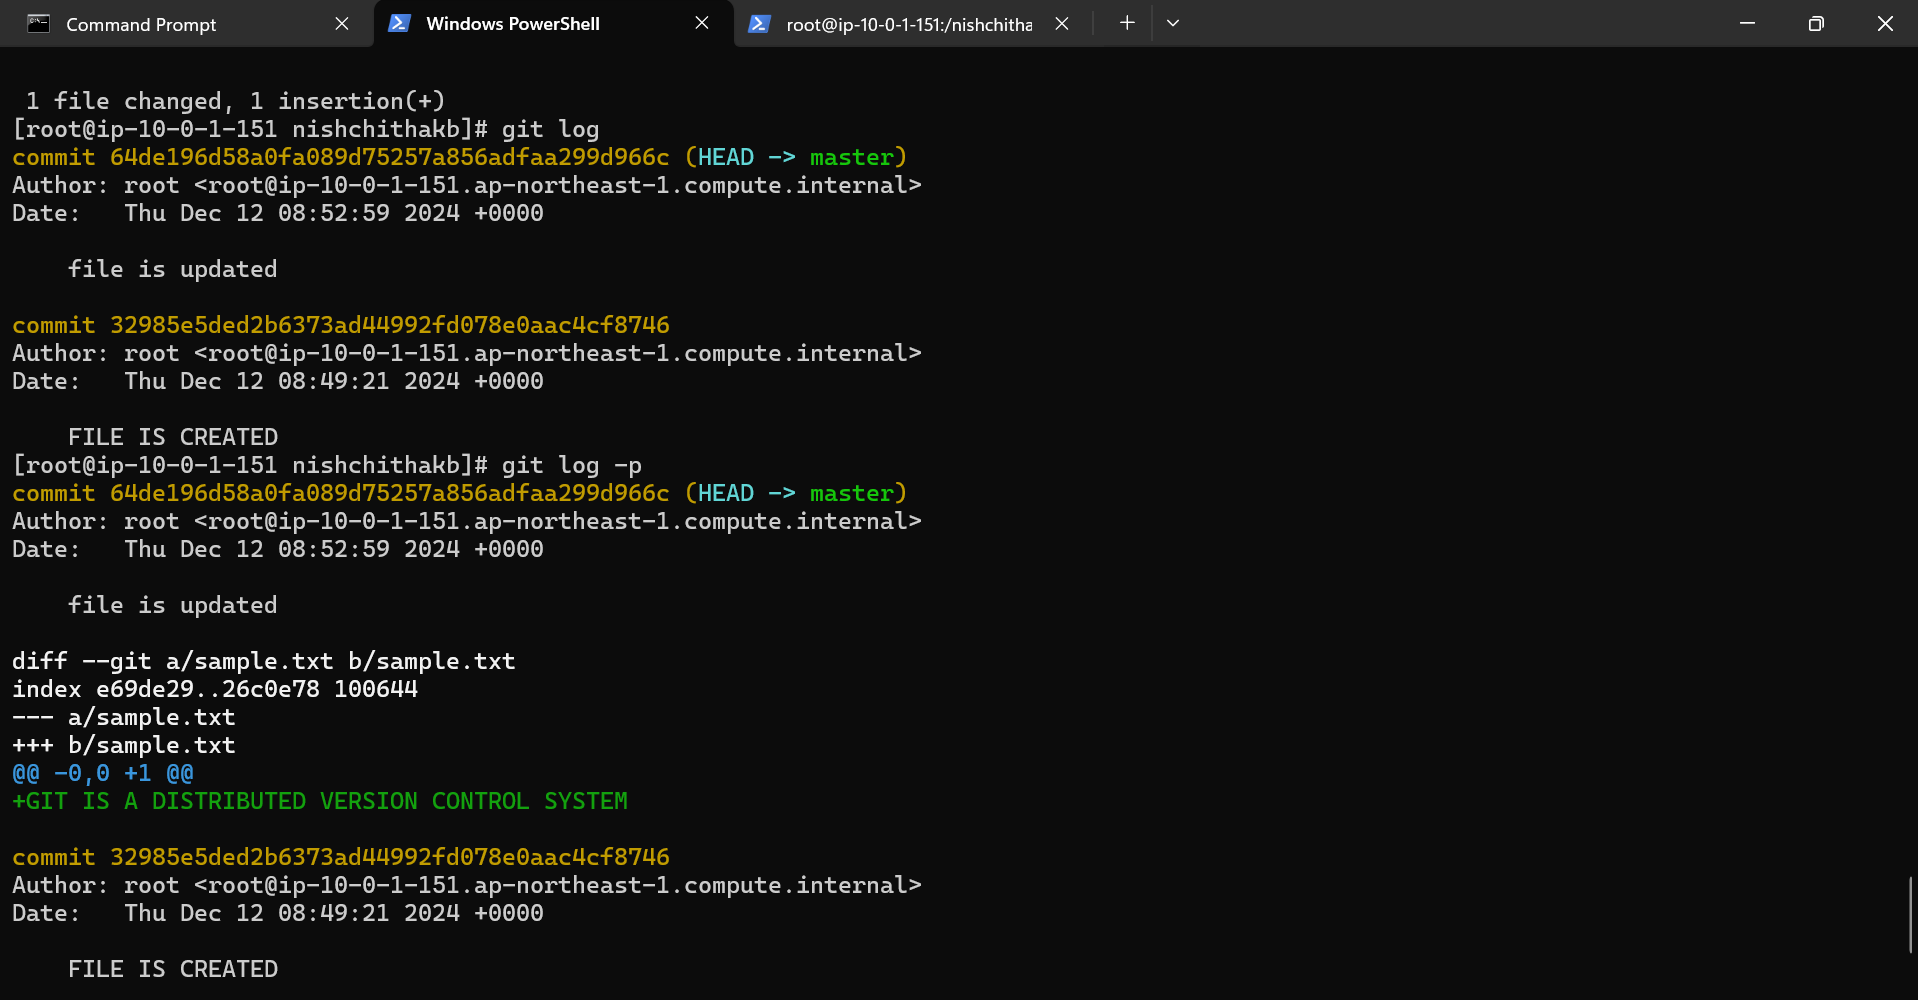 Command Prompt
Windows PowerShell
root@ip-10-0-1-151:/nishchitha
1 file changed, 1 insertion(+)
[root@ip-10-0-1-151 nishchithakb]# git log
commit 64de196d58a0fa089d75257a856adfaa299d966c (HEAD -> master)
Author: root <root@ip-10-0-1-151.ap-northeast-1.compute.internal>
Date:   Thu Dec 12 08:52:59 2024 +0000
file is updated
commit 32985e5ded2b6373ad44992fd078e0aac4cf8746
Author: root <root@ip-10-0-1-151.ap-northeast-1.compute.internal>
Date:   Thu Dec 12 08:49:21 2024 +0000
FILE IS CREATED
[root@ip-10-0-1-151 nishchithakb]# git log -p
commit 64de196d58a0fa089d75257a856adfaa299d966c (HEAD -> master)
Author: root <root@ip-10-0-1-151.ap-northeast-1.compute.internal>
Date:   Thu Dec 12 08:52:59 2024 +0000
file is updated
diff --git a/sample.txt b/sample.txt
index e69de29..26c0e78 100644
--- a/sample.txt
+++ b/sample.txt
@@ -0,0 +1 @@
+GIT IS A DISTRIBUTED VERSION CONTROL SYSTEM
commit 32985e5ded2b6373ad44992fd078e0aac4cf8746
Author: root <root@ip-10-0-1-151.ap-northeast-1.compute.internal>
Date:   Thu Dec 12 08:49:21 2024 +0000
FILE IS CREATED